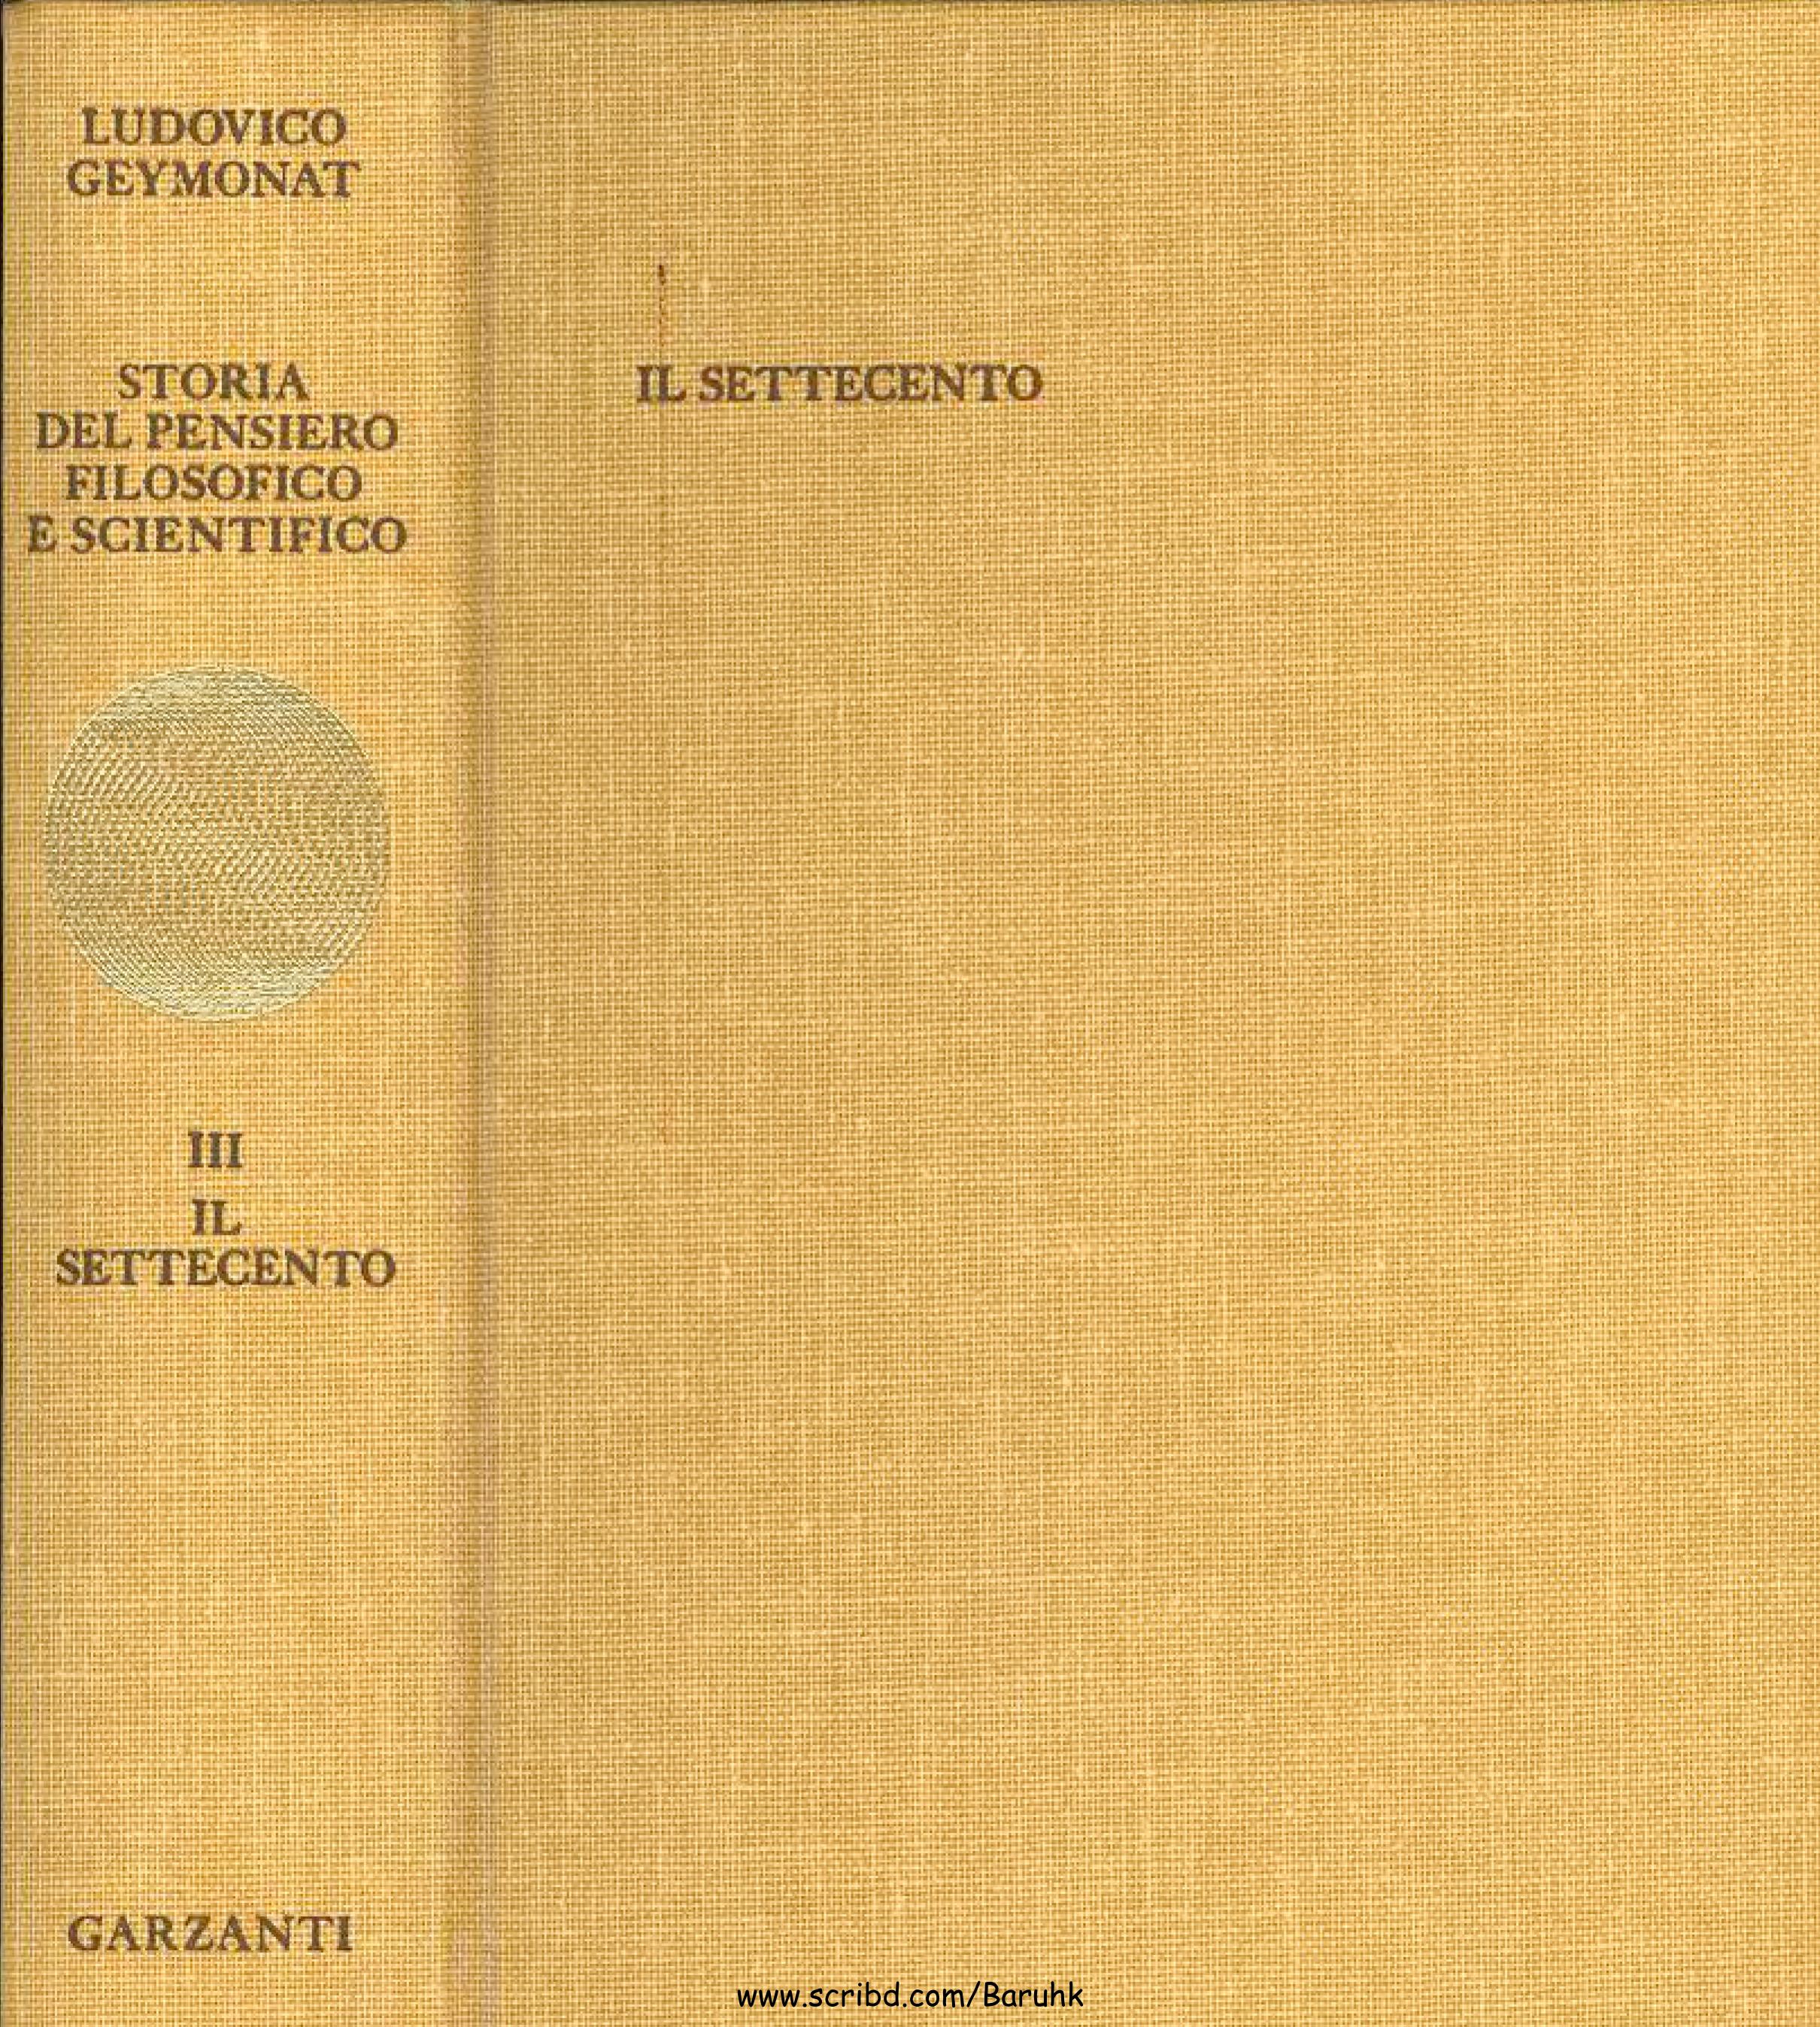 LUDOVICO
GEYMONAT
STORIA
DEL PENSIERO
FILOSOFICO
E SCIENTIFICO
III
IL
SETTECENTO
GARZANTI
IL SETTECENTO
www.scribd.com/Baruhk